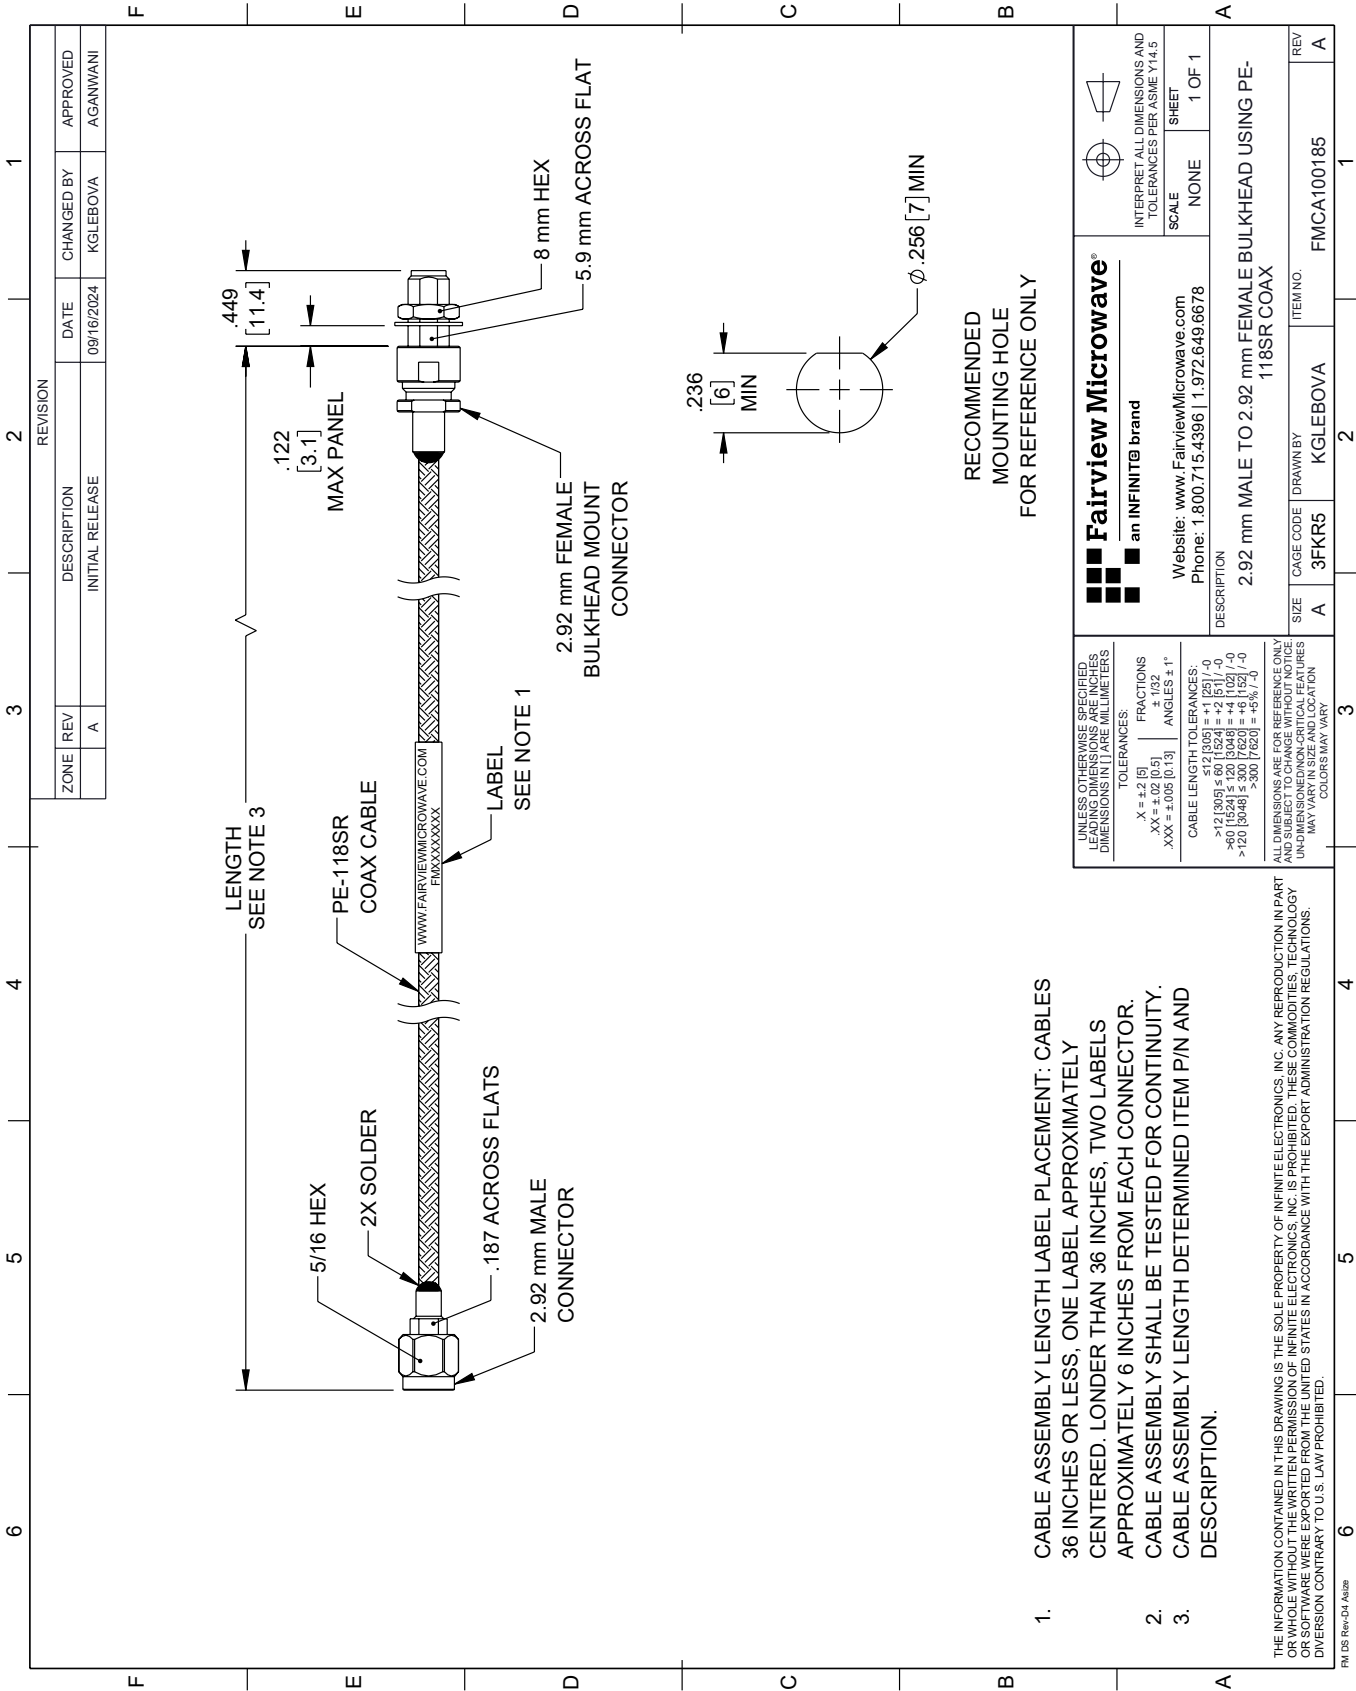 6
5
4
3
2
1
F
E
D
C
B
A
F
E
D
C
B
A
REVISION
ZONE
REV
DESCRIPTION
DATE
CHANGED BY
APPROVED
A
INITIAL RELEASE
09/16/2024
KGLEBOVA
AGANWANI
LENGTH
SEE NOTE 3
.449
[11.4]
.122
[3.1]
MAX PANEL
5/16 HEX
2X SOLDER
PE-118SR
COAX CABLE
WWW.FAIRVIEWMICROWAVE.COM
FMXXXXXXXXX
.187 ACROSS FLATS
2.92 mm MALE
CONNECTOR
LABEL
SEE NOTE 1
2.92 mm FEMALE
BULKHEAD MOUNT
CONNECTOR
8 mm HEX
5.9 mm ACROSS FLAT
.236
[6]
MIN
Ø.256 [7] MIN
RECOMMENDED
MOUNTING HOLE
FOR REFERENCE ONLY
1. CABLE ASSEMBLY LENGTH LABEL PLACEMENT: CABLES
36 INCHES OR LESS, ONE LABEL APPROXIMATELY
CENTERED. LONDER THAN 36 INCHES, TWO LABELS
APPROXIMATELY 6 INCHES FROM EACH CONNECTOR.
2. CABLE ASSEMBLY SHALL BE TESTED FOR CONTINUITY.
3. CABLE ASSEMBLY LENGTH DETERMINED ITEM P/N AND
DESCRIPTION.
THE INFORMATION CONTAINED IN THIS DRAWING IS THE SOLE PROPERTY OF INFINITE ELECTRONICS, INC. ANY REPRODUCTION IN PART
OR WHOLE WITHOUT THE WRITTEN PERMISSION OF INFINITE ELECTRONICS, INC. IS PROHIBITED. THESE COMMODITIES, TECHNOLOGY
OR SOFTWARE WERE EXPORTED FROM THE UNITED STATES IN ACCORDANCE WITH THE EXPORT ADMINISTRATION REGULATIONS.
DIVERSION CONTRARY TO U.S. LAW PROHIBITED.
UNLESS OTHERWISE SPECIFIED
LEADING DIMENSIONS ARE INCHES
DIMENSIONS IN [ ] ARE MILLIMETERS
TOLERANCES:
.X = ±.2 [5]
.XX = ±.02 [0.5]
.XXX = ±.005 [0.13]
FRACTIONS
± 1/32
ANGLES ± 1°
CABLE LENGTH TOLERANCES:
≤12 [305] = +1 [25] / -0
>12 [305] ≤ 60 [1524] = +2 [51] / -0
>60 [1524] ≤ 120 [3048] = +4 [102] / -0
>120 [3048] ≤ 300 [7620] = +6 [152] / -0
>300 [7620] = +5% / -0
ALL DIMENSIONS ARE FOR REFERENCE ONLY
AND SUBJECT TO CHANGE WITHOUT NOTICE.
UN-DIMENSIONED/NON-CRITICAL FEATURES
MAY VARY IN SIZE AND LOCATION
COLORS MAY VARY
Fairview Microwave®
an INFINIT® brand
Website: www.FairviewMicrowave.com
Phone: 1.800.715.4396 | 1.972.649.6678
INTERPRET ALL DIMENSIONS AND
TOLERANCES PER ASME Y14.5
SCALE
NONE
SHEET
1 OF 1
DESCRIPTION
2.92 mm MALE TO 2.92 mm FEMALE BULKHEAD USING PE-
118SR COAX
SIZE
A
CAGE CODE
3FKR5
DRAWN BY
KGLEBOVA
ITEM NO.
FMCA100185
REV
A
FM DS Rev-D4 Asize
6
5
4
3
2
1